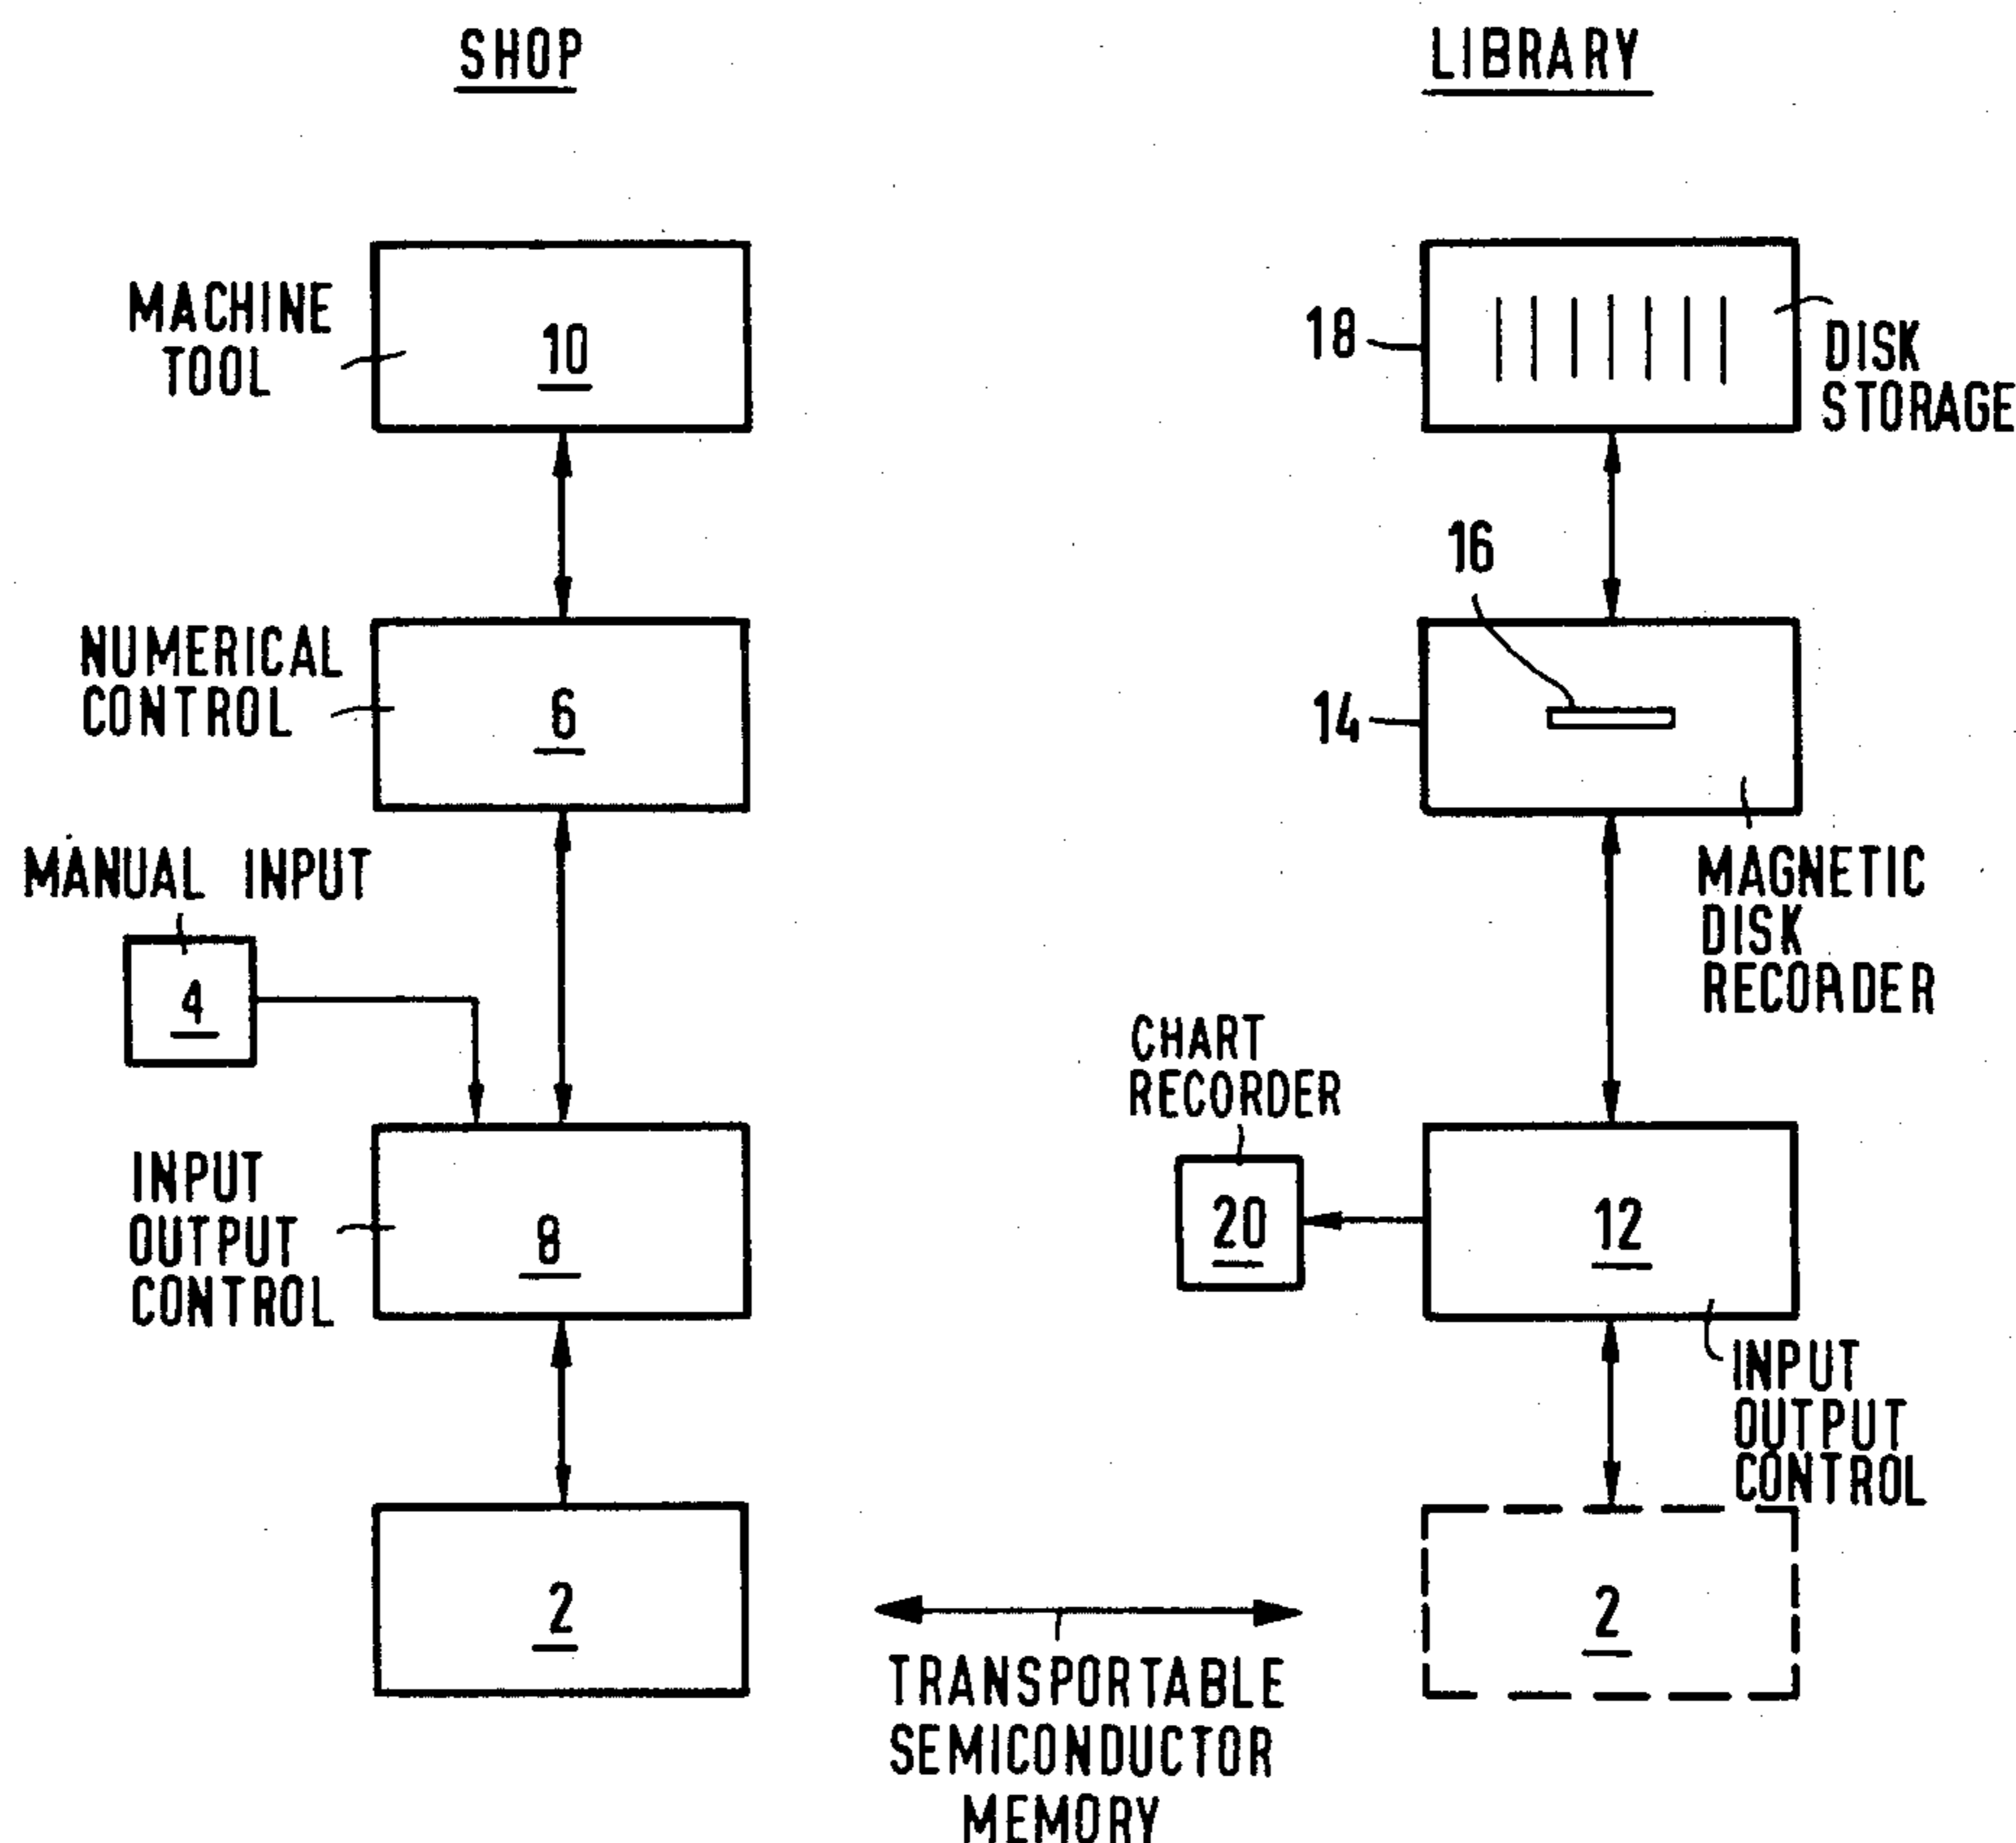 SHOP
LIBRARY
MACHINE
TOOL
10
18
DISK
STORAGE
16
NUMERICAL
CONTROL
6
14
MANUAL INPUT
4
MAGNETIC
DISK
RECORDER
CHART
RECORDER
20
INPUT
OUTPUT
CONTROL
8
12
INPUT
OUTPUT
CONTROL
2
2
TRANSPORTABLE
SEMICONDUCTOR
MEMORY